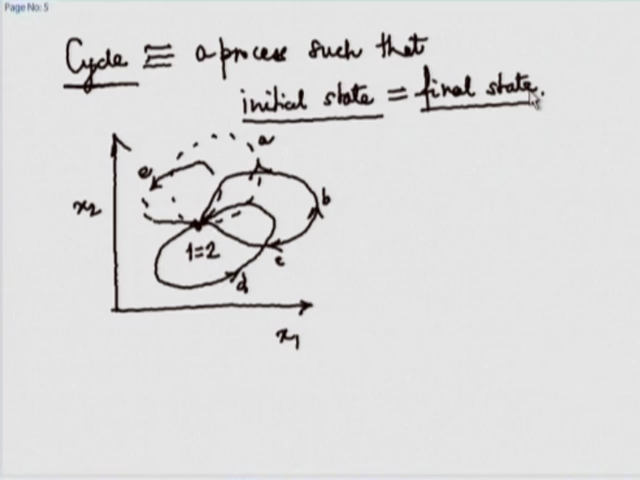 Page No: 5
Cycle ≡ a process such that
initial state = final state.
a
e
b
x₂
1=2
c
d
x₁